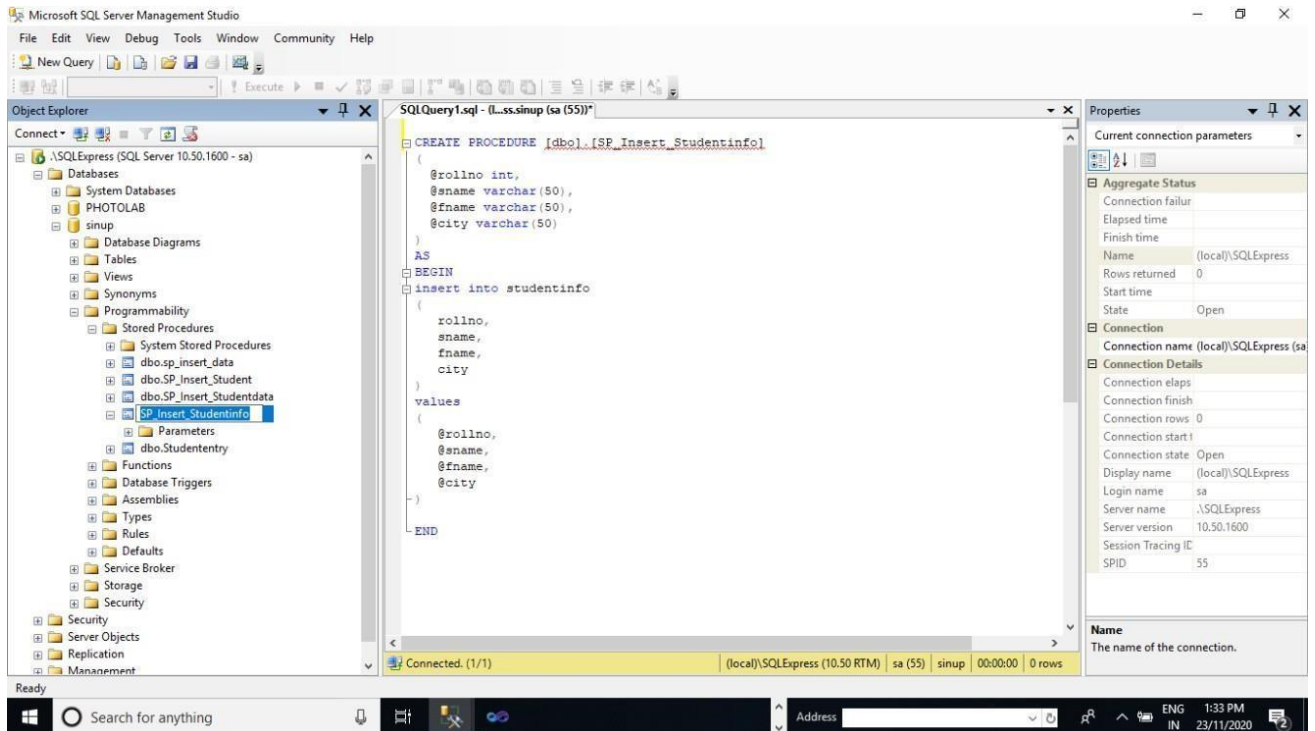 Microsoft SQL Server Management Studio
File Edit View Debug Tools Window Community Help
New Query
Execute
Object Explorer
Connect
.\SQLExpress (SQL Server 10.50.1600 - sa)
Databases
System Databases
PHOTOLAB
sinup
Database Diagrams
Tables
Views
Synonyms
Programmability
Stored Procedures
System Stored Procedures
dbo.sp_insert_data
dbo.SP_Insert_Student
dbo.SP_Insert_Studentdata
SP_Insert_Studentinfo
Parameters
dbo.Studententry
Functions
Database Triggers
Assemblies
Types
Rules
Defaults
Service Broker
Storage
Security
Security
Server Objects
Replication
Management
SQLQuery1.sql - (l...ss.sinup (sa (55))*
CREATE PROCEDURE [dbo].[SP_Insert_Studentinfo]
(
@rollno int,
@sname varchar(50),
@fname varchar(50),
@city varchar(50)
)
AS
BEGIN
insert into studentinfo
(
rollno,
sname,
fname,
city
)
values
(
@rollno,
@sname,
@fname,
@city
)
END
Connected. (1/1)
(local)\SQLExpress (10.50 RTM) sa (55) sinup 00:00:00 0 rows
Properties
Current connection parameters
Aggregate Status
Connection failur
Elapsed time
Finish time
Name (local)\SQLExpress
Rows returned 0
Start time
State Open
Connection
Connection name (local)\SQLExpress (sa
Connection Details
Connection elaps
Connection finish
Connection rows 0
Connection start t
Connection state Open
Display name (local)\SQLExpress
Login name sa
Server name .\SQLExpress
Server version 10.50.1600
Session Tracing ID
SPID 55
Name
The name of the connection.
Ready
Search for anything
Address
ENG
IN
1:33 PM
23/11/2020
2